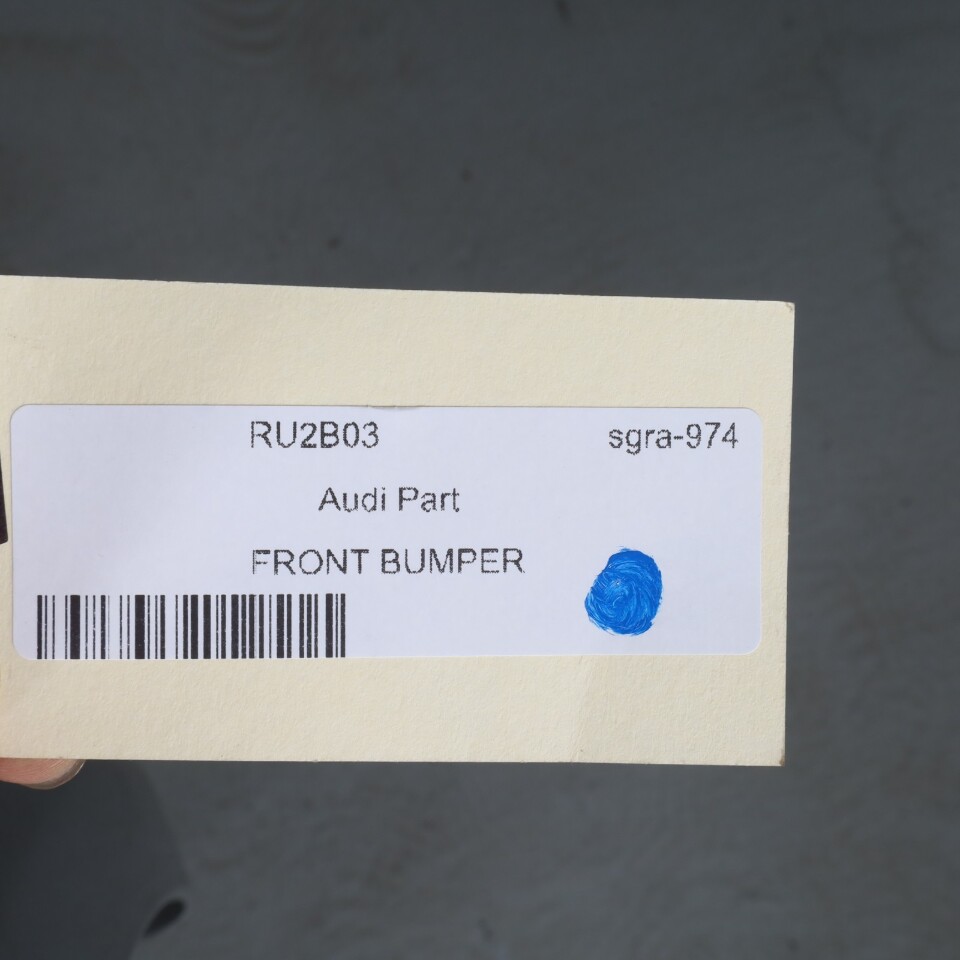 RU2B03 sgra-974
Audi Part
FRONT BUMPER